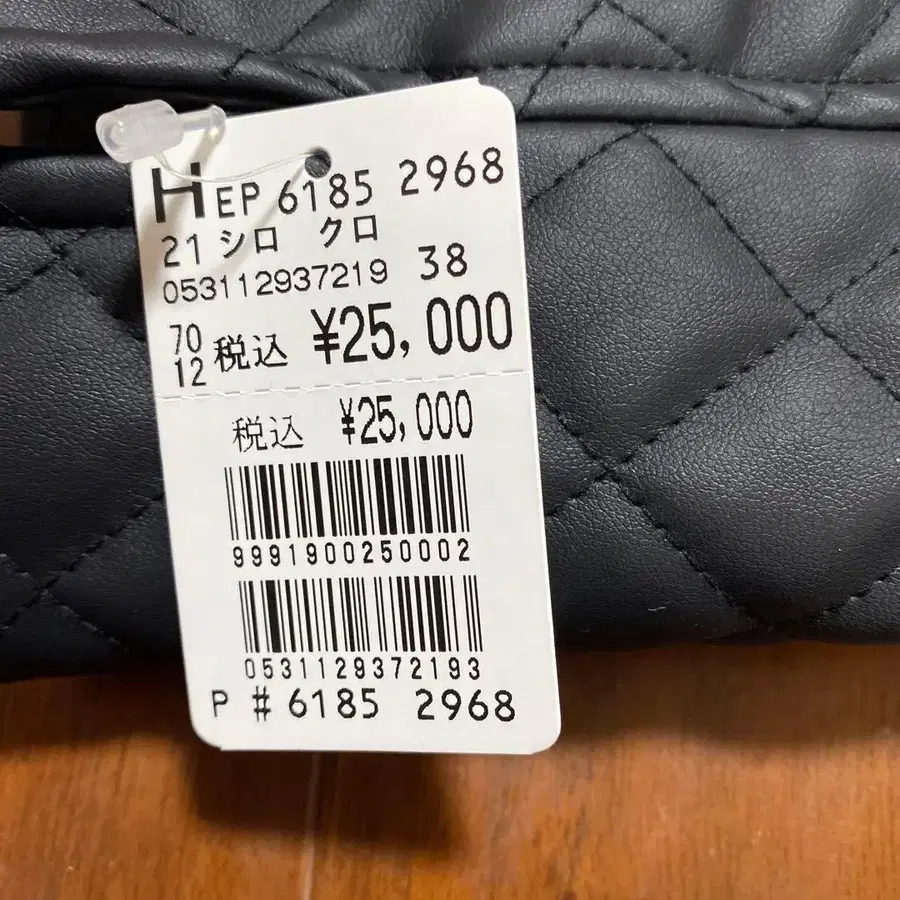 HEP 6185 2968
21 シロ クロ
053112937219 38
70
12 税込 ¥25,000
税込 ¥25,000
9991900250002
0531129372193
P # 6185 2968